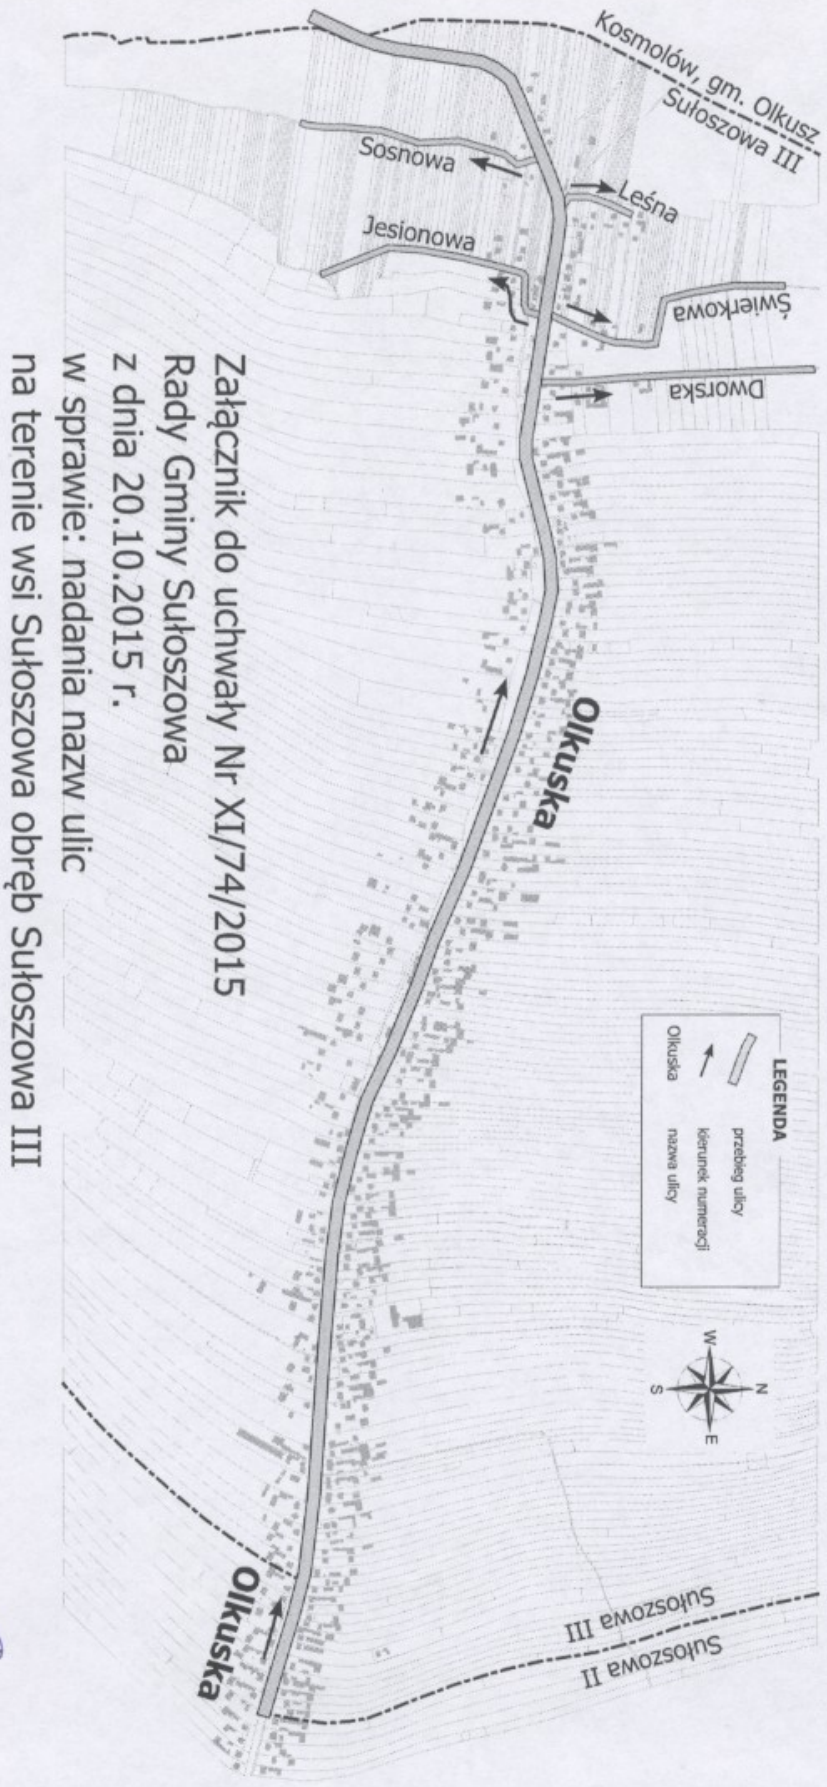 Kosmolów, gm. Olkusz
Sułoszowa III
Sosnowa
Leśna
Jesionowa
Świerkowa
Dworska
Olkuska
LEGENDA
przebieg ulicy
kierunek numeracji
Olkuska nazwa ulicy
W N E S
Sułoszowa III
Sułoszowa II
Olkuska
Załącznik do uchwały Nr XI/74/2015
Rady Gminy Sułoszowa
z dnia 20.10.2015 r.
w sprawie: nadania nazw ulic
na terenie wsi Sułoszowa obręb Sułoszowa III